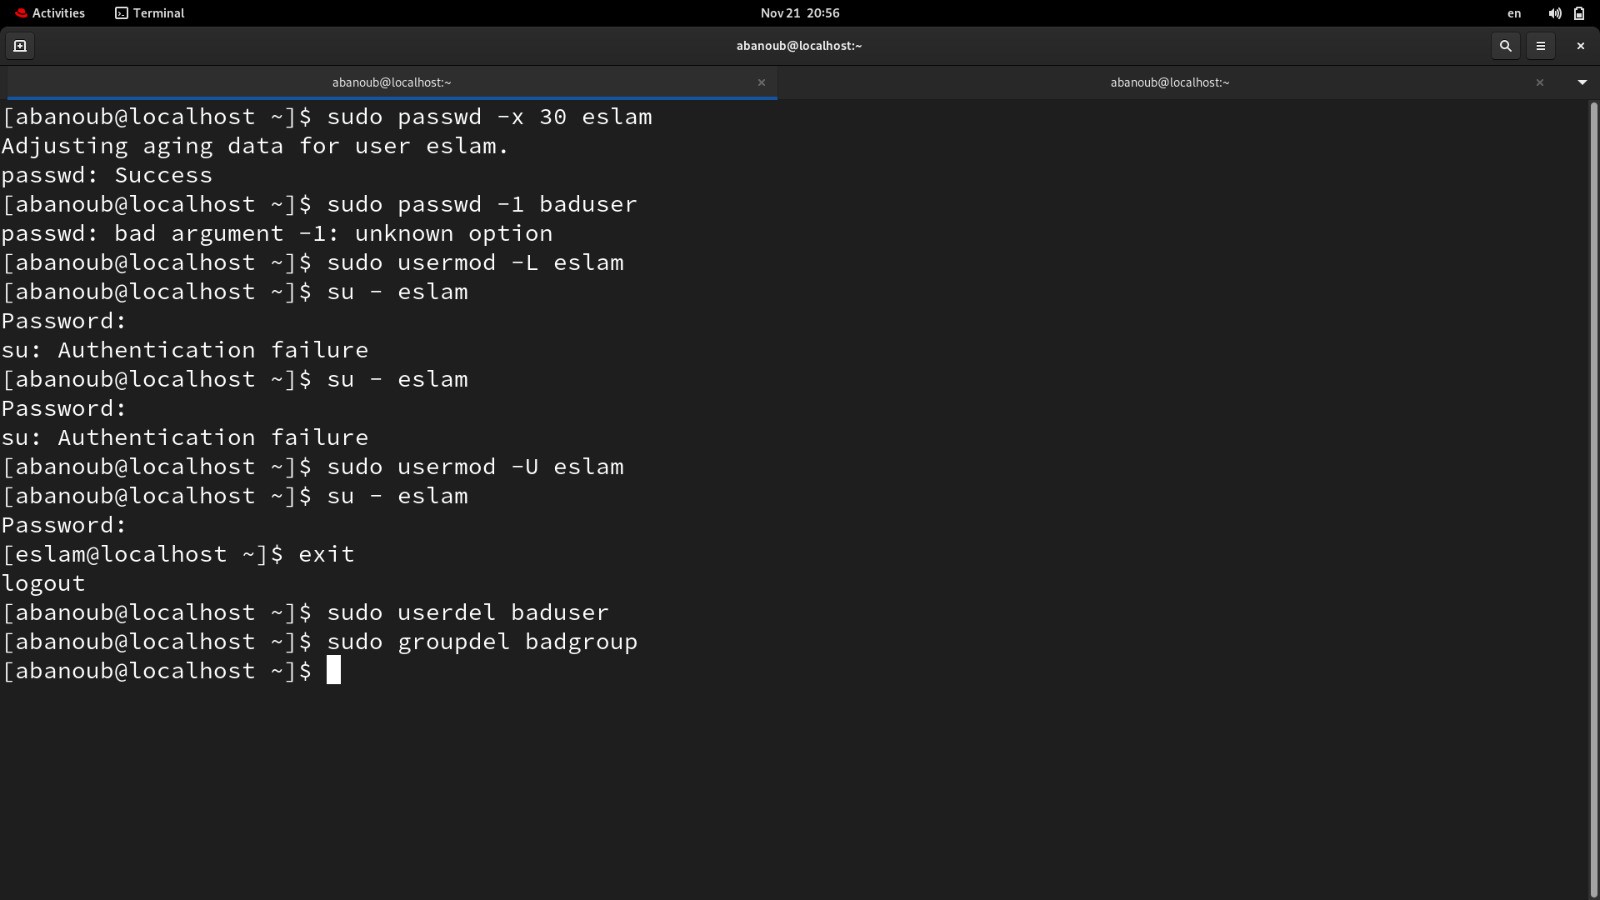 Activities Terminal Nov 21 20:56 en
abanoub@localhost:~
abanoub@localhost:~ abanoub@localhost:~
[abanoub@localhost ~]$ sudo passwd -x 30 eslam
Adjusting aging data for user eslam.
passwd: Success
[abanoub@localhost ~]$ sudo passwd -1 baduser
passwd: bad argument -1: unknown option
[abanoub@localhost ~]$ sudo usermod -L eslam
[abanoub@localhost ~]$ su - eslam
Password:
su: Authentication failure
[abanoub@localhost ~]$ su - eslam
Password:
su: Authentication failure
[abanoub@localhost ~]$ sudo usermod -U eslam
[abanoub@localhost ~]$ su - eslam
Password:
[eslam@localhost ~]$ exit
logout
[abanoub@localhost ~]$ sudo userdel baduser
[abanoub@localhost ~]$ sudo groupdel badgroup
[abanoub@localhost ~]$